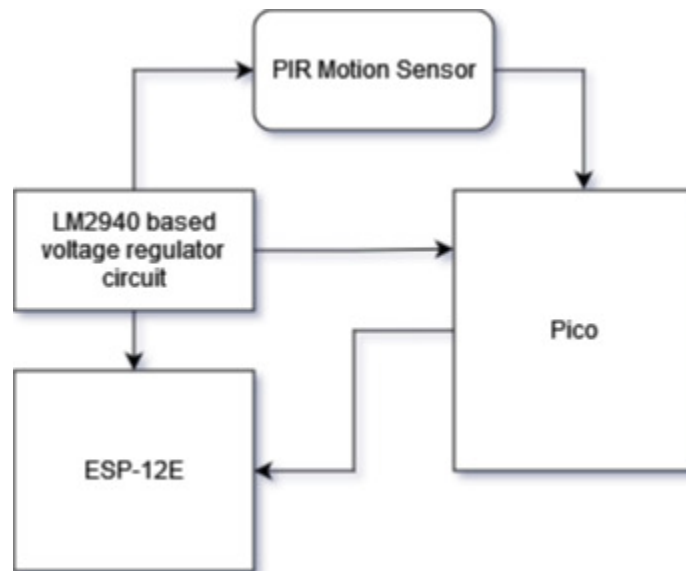 PIR Motion Sensor
LM2940 based
voltage regulator
circuit
Pico
ESP-12E